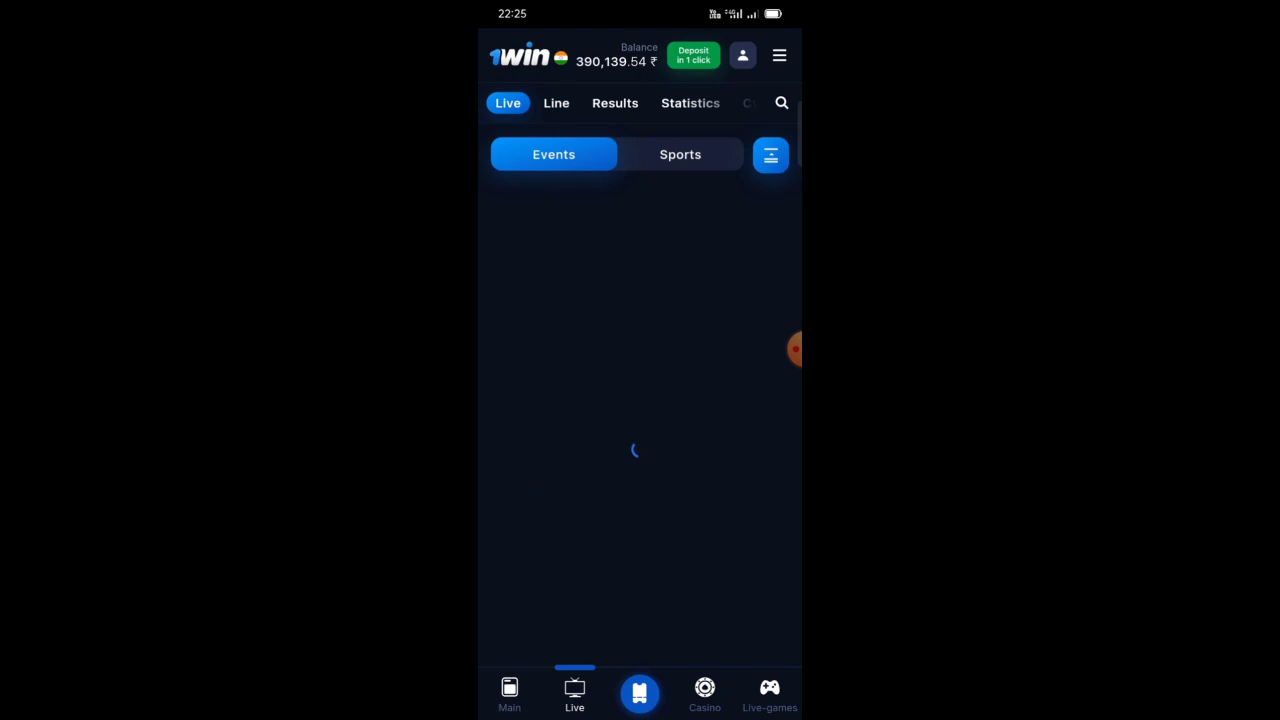 22:25
1win
Balance
390,139.54 ₹
Deposit
in 1 click
Live
Line
Results
Statistics
Events
Sports
Main
Live
Casino
Live-games